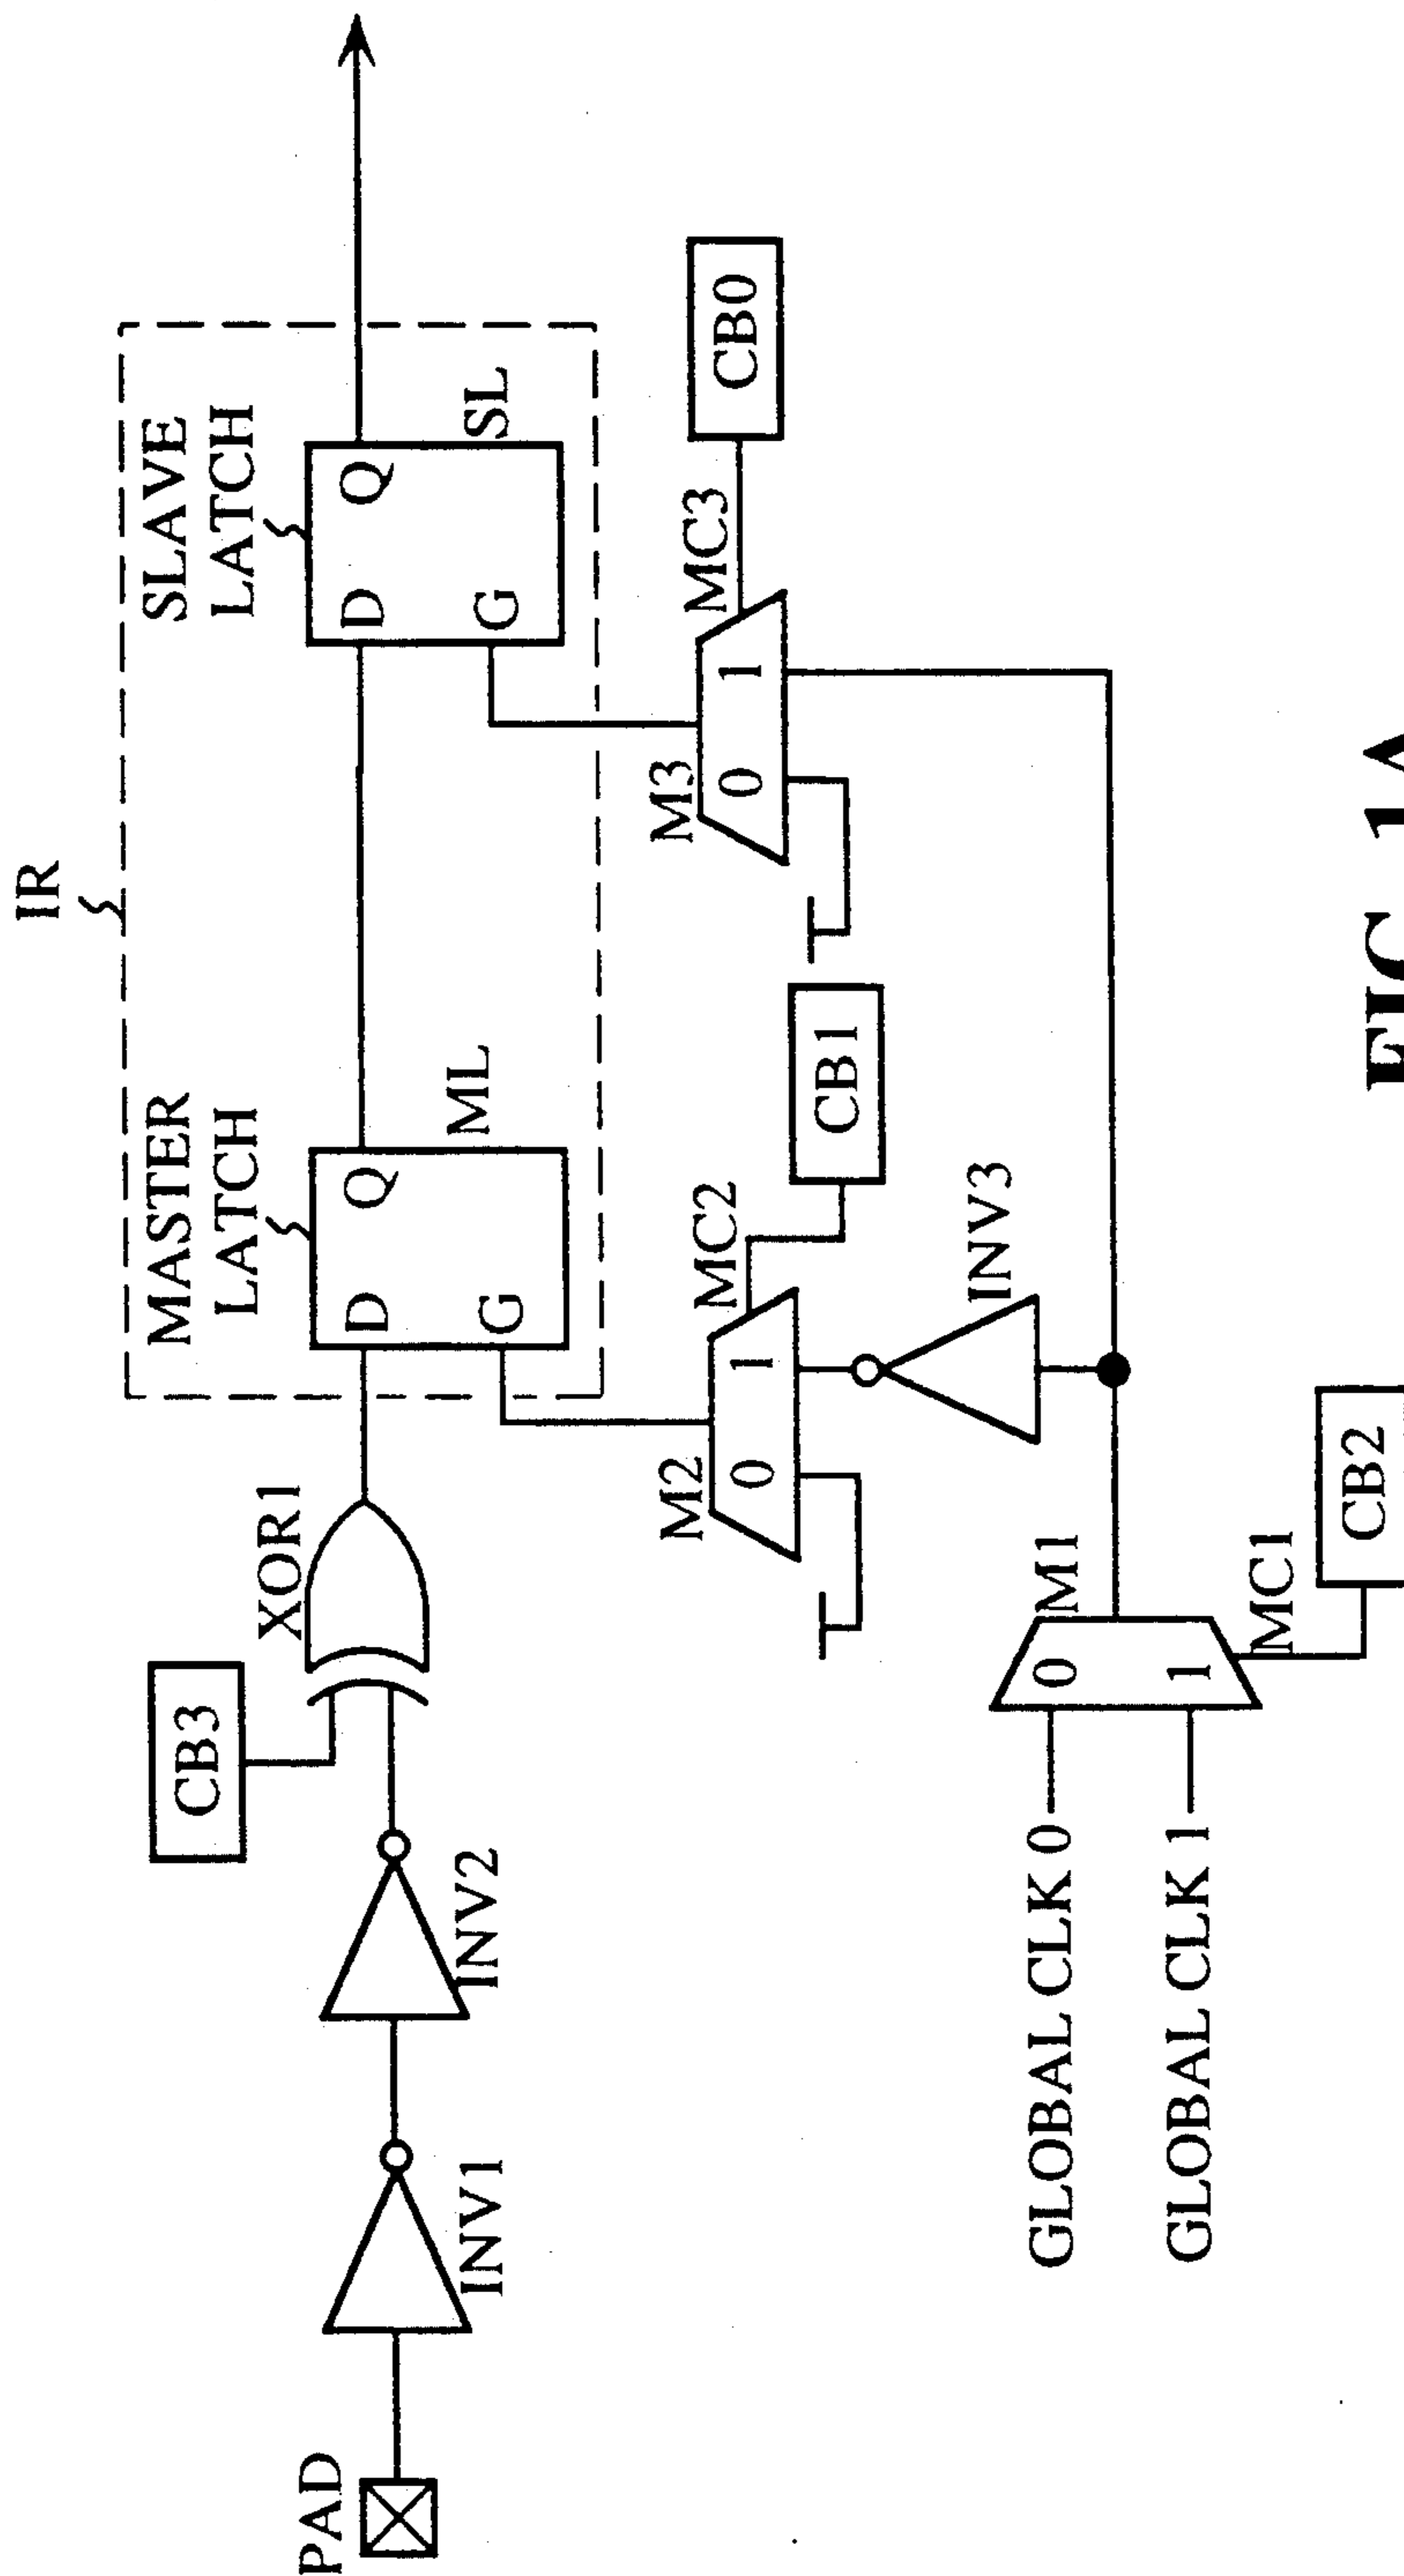 IR
MASTER
LATCH
SLAVE
LATCH
CB3
XOR1
D
Q
G
ML
D
Q
G
SL
PAD
INV1
INV2
M2
0
1
MC2
CB1
M3
0
1
MC3
CB0
INV3
GLOBAL CLK 0
GLOBAL CLK 1
0
1
M1
MC1
CB2
FIG. 1A